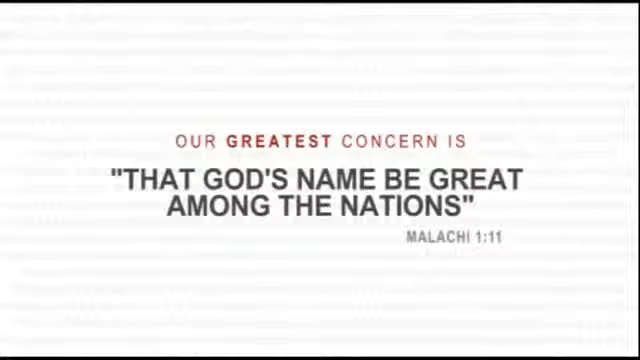 OUR GREATEST CONCERN IS
"THAT GOD'S NAME BE GREAT
AMONG THE NATIONS"
MALACHI 1:11